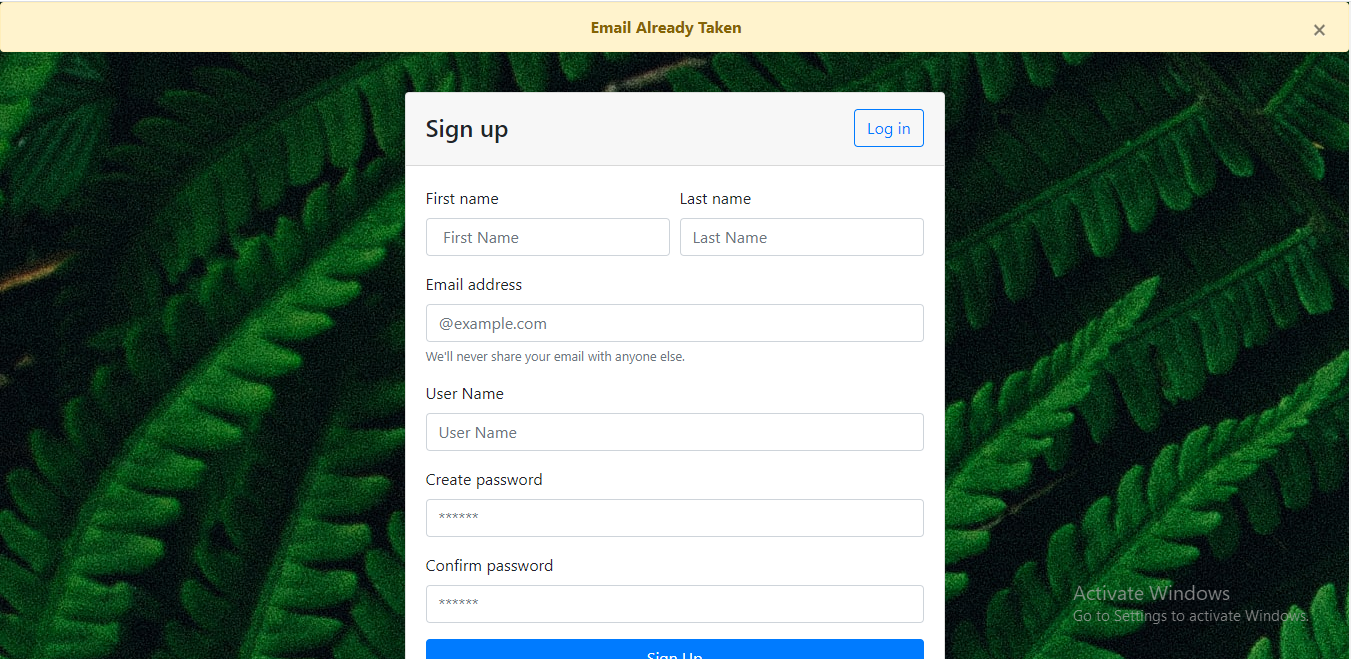 Email Already Taken ×
Sign up
Log in
First name Last name
First Name Last Name
Email address
@example.com
We'll never share your email with anyone else.
User Name
User Name
Create password
******
Confirm password
******
Sign Up
Activate Windows
Go to Settings to activate Windows.